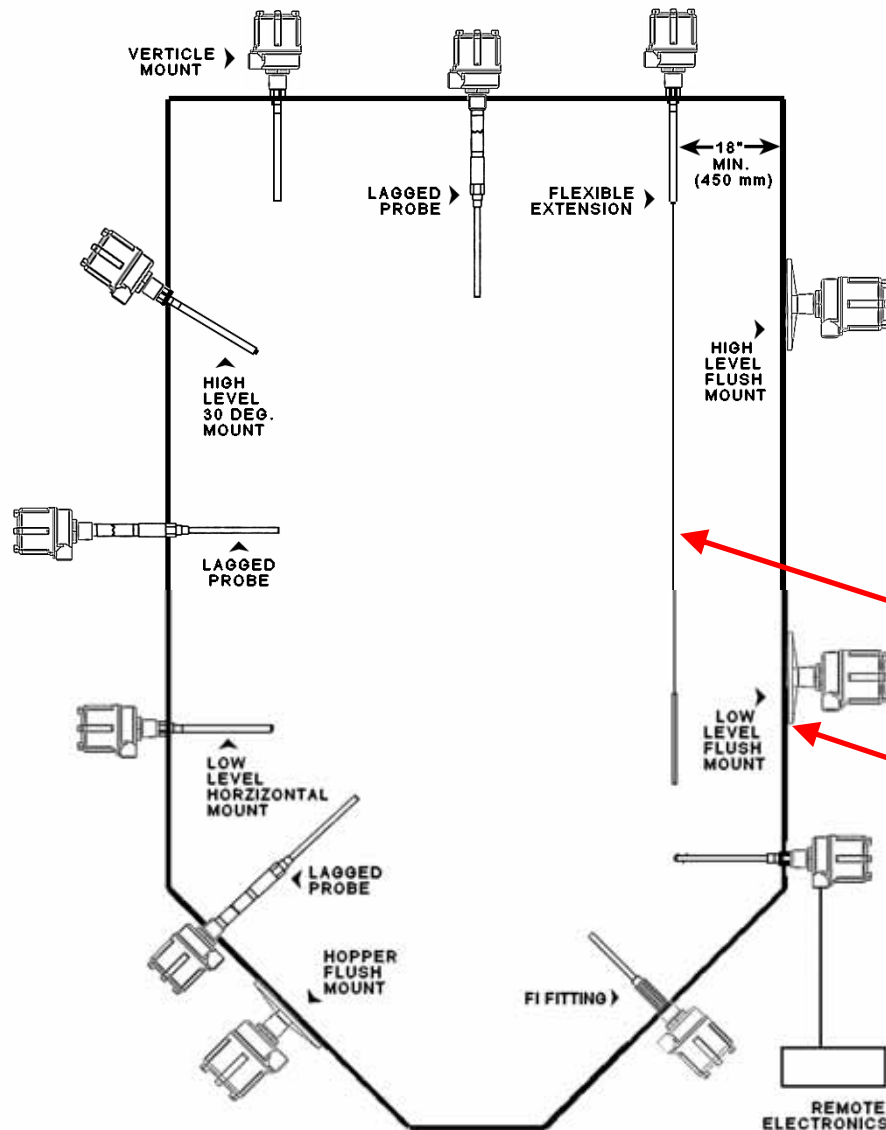 VERTICLE
MOUNT
LAGGED
PROBE
FLEXIBLE
EXTENSION
18"
MIN.
(450 mm)
HIGH
LEVEL
30 DEG.
MOUNT
HIGH
LEVEL
FLUSH
MOUNT
LAGGED
PROBE
LOW
LEVEL
HORZIZONTAL
MOUNT
LOW
LEVEL
FLUSH
MOUNT
LAGGED
PROBE
HOPPER
FLUSH
MOUNT
FI FITTING
REMOTE
ELECTRONICS